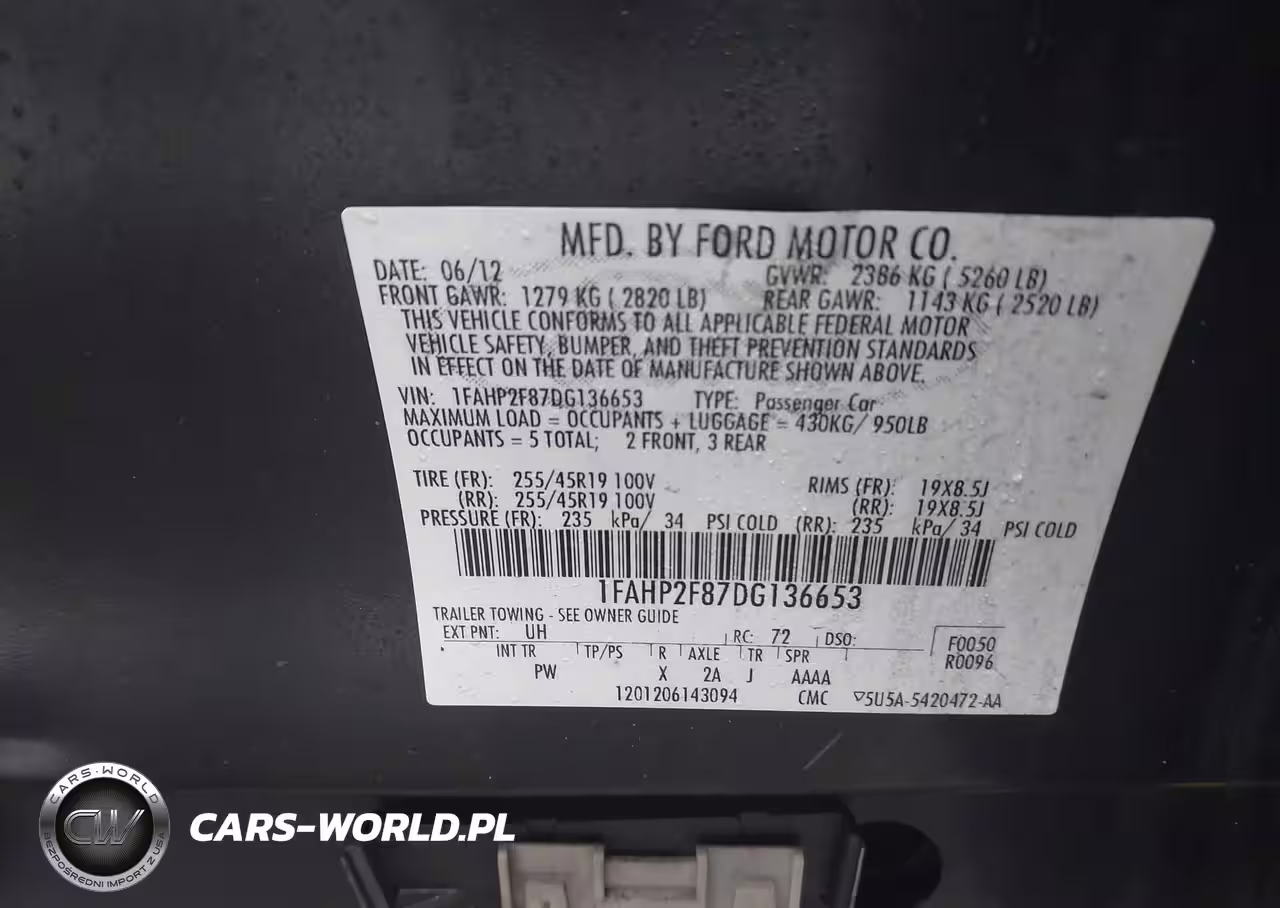 MFD. BY FORD MOTOR CO.
DATE: 06/12 GVWR: 2386 KG ( 5260 LB)
FRONT GAWR: 1279 KG ( 2820 LB) REAR GAWR: 1143 KG ( 2520 LB)
THIS VEHICLE CONFORMS TO ALL APPLICABLE FEDERAL MOTOR
VEHICLE SAFETY, BUMPER, AND THEFT PREVENTION STANDARDS
IN EFFECT ON THE DATE OF MANUFACTURE SHOWN ABOVE.
VIN: 1FAHP2F87DG136653 TYPE: Passenger Car
MAXIMUM LOAD = OCCUPANTS + LUGGAGE = 430KG/ 950LB
OCCUPANTS = 5 TOTAL; 2 FRONT, 3 REAR
TIRE (FR): 255/45R19 100V RIMS (FR): 19X8.5J
(RR): 255/45R19 100V (RR): 19X8.5J
PRESSURE (FR): 235 kPa/ 34 PSI COLD (RR): 235 kPa/ 34 PSI COLD
1FAHP2F87DG136653
TRAILER TOWING - SEE OWNER GUIDE
EXT PNT: UH RC: 72 DSO: F0050
INT TR TP/PS R AXLE TR SPR R0096
PW X 2A J AAAA
1201206143094 CMC 5U5A-5420472-AA
CARS-WORLD
CW
BEZPOŚREDNI IMPORT Z USA
CARS-WORLD.PL